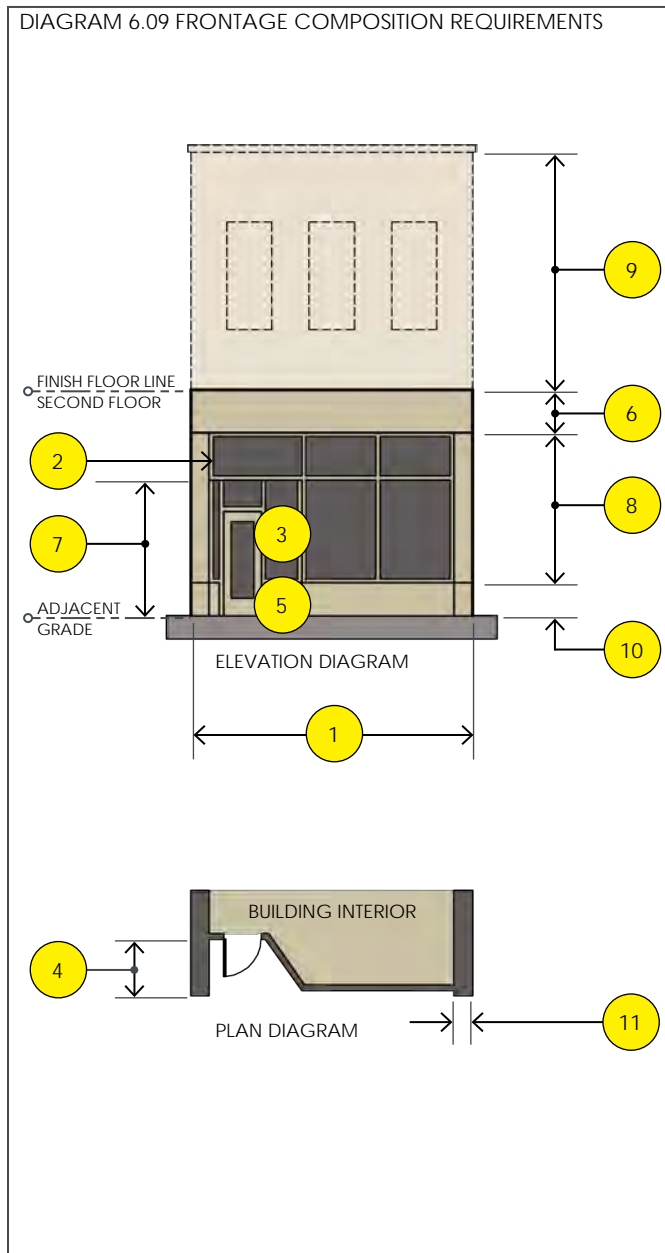 DIAGRAM 6.09 FRONTAGE COMPOSITION REQUIREMENTS
9
FINISH FLOOR LINE
SECOND FLOOR
6
2
8
3
7
5
ADJACENT
GRADE
10
ELEVATION DIAGRAM
1
BUILDING INTERIOR
4
11
PLAN DIAGRAM